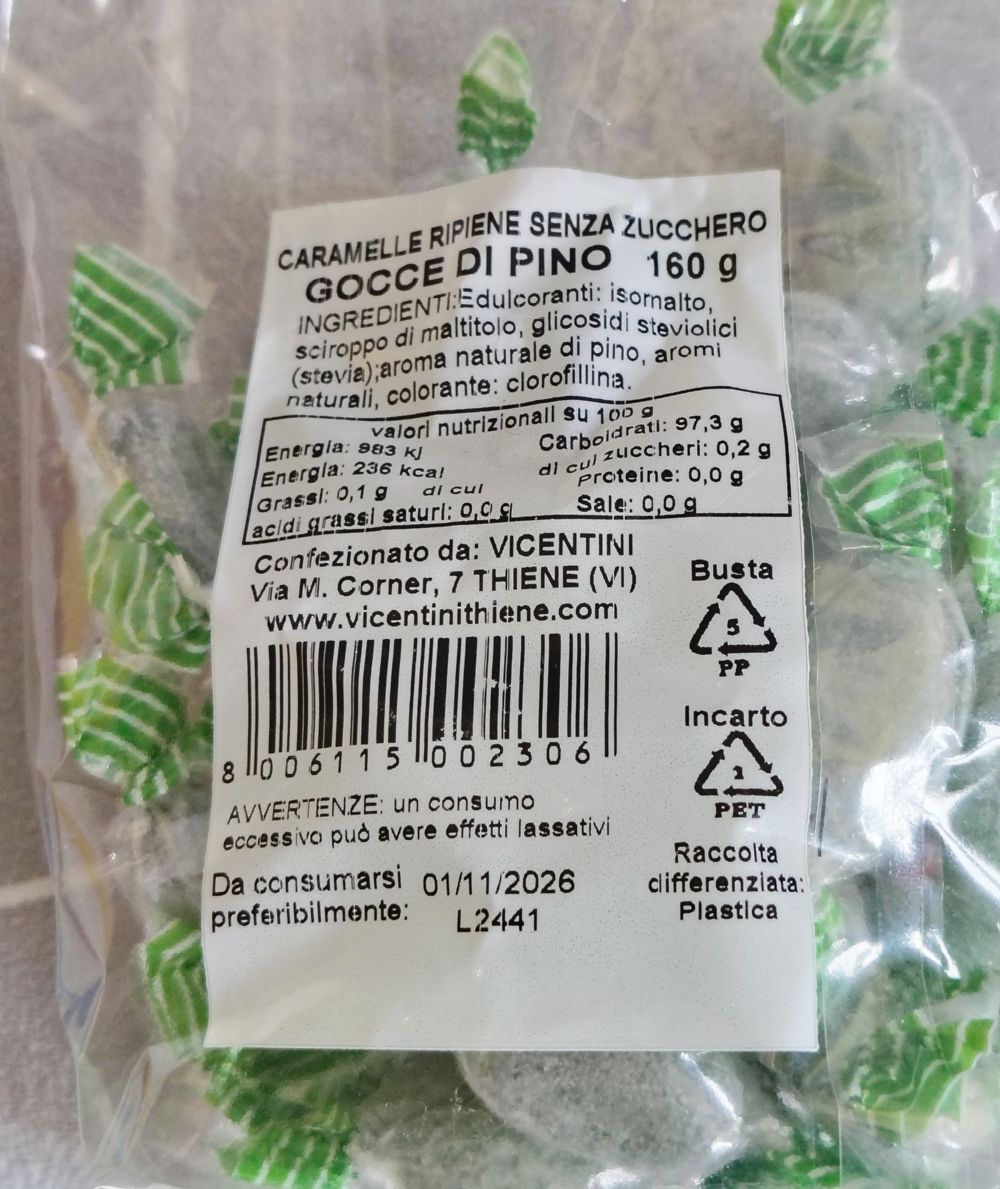 CARAMELLE RIPIENE SENZA ZUCCHERO
GOCCE DI PINO 160 g
INGREDIENTI:Edulcoranti: isomalto,
sciroppo di maltitolo, glicosidi steviolici
(stevia);aroma naturale di pino, aromi
naturali, colorante: clorofillina.
valori nutrizionali su 100 g
Energia: 983 kj
Carboidrati: 97,3 g
Energia: 236 kcal
di cui zuccheri: 0,2 g
Grassi: 0,1 g di cui
Proteine: 0,0 g
acidi grassi saturi: 0,0 g
Sale: 0,0 g
Confezionato da: VICENTINI
Via M. Corner, 7 THIENE (VI)
www.vicentinithiene.com
8 006115 002306
Busta
5
PP
Incarto
1
PET
AVVERTENZE: un consumo
eccessivo può avere effetti lassativi
Da consumarsi 01/11/2026
preferibilmente: L2441
Raccolta
differenziata:
Plastica